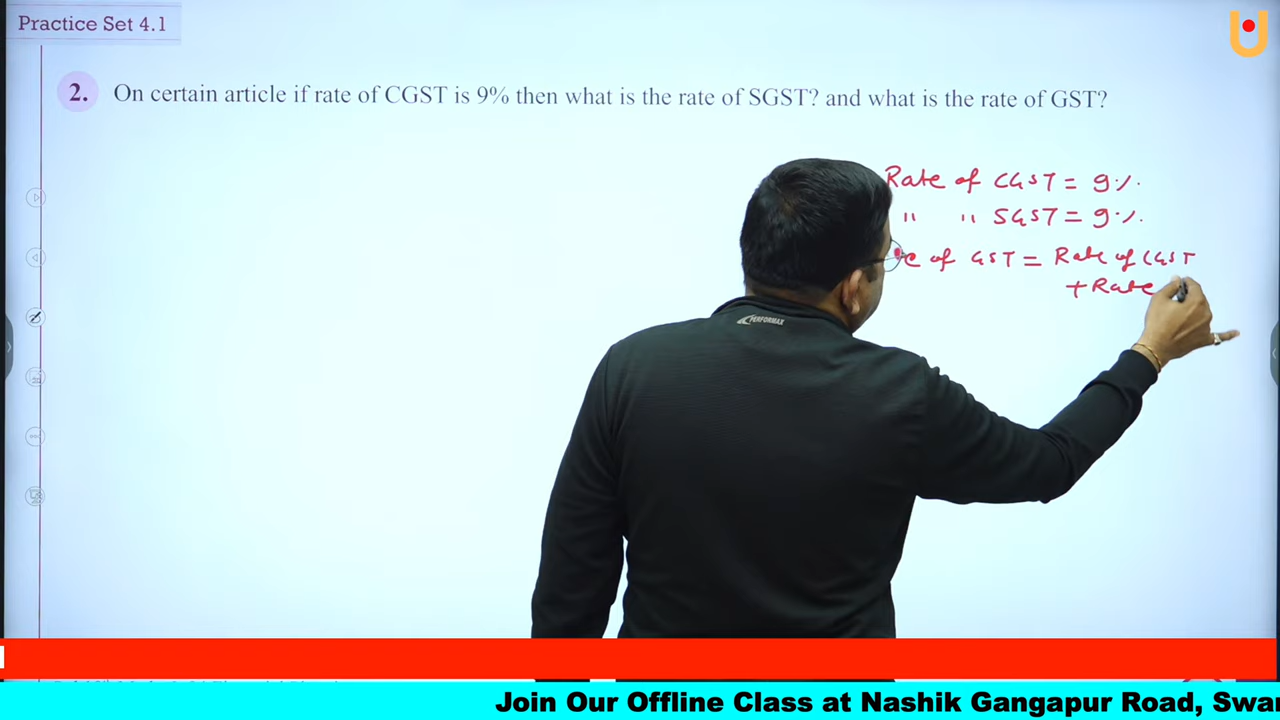 Practice Set 4.1
2. On certain article if rate of CGST is 9% then what is the rate of SGST? and what is the rate of GST?
Rate of CGST = 9%.
" " SGST = 9%.
of GST = Rate of CGST
+ Rate
PERFORMAX
Join Our Offline Class at Nashik Gangapur Road, Swa